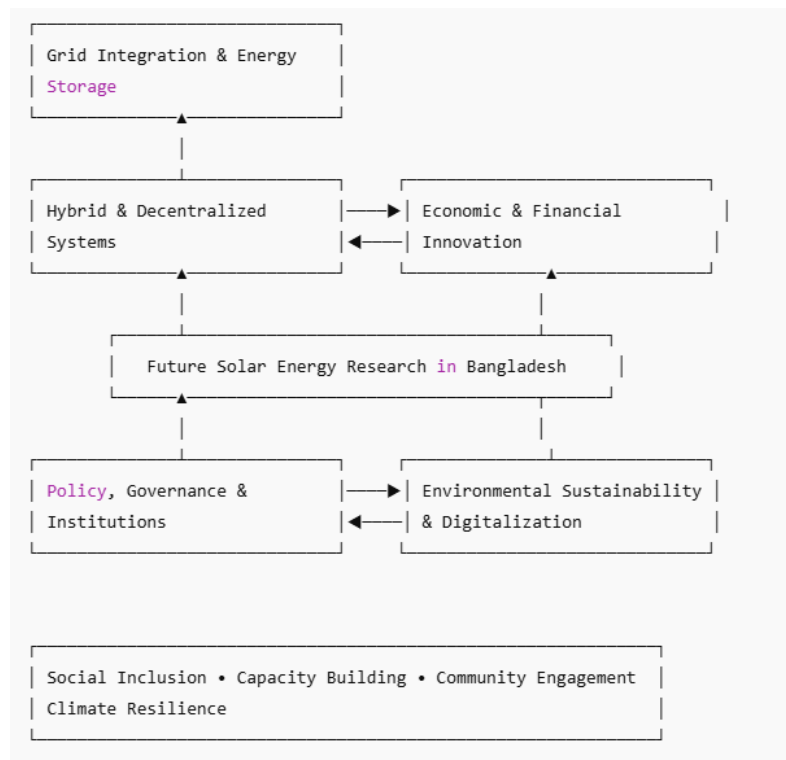 Grid Integration & Energy
Storage
Hybrid & Decentralized
Systems
Economic & Financial
Innovation
Future Solar Energy Research in Bangladesh
Policy, Governance &
Institutions
Environmental Sustainability
& Digitalization
Social Inclusion • Capacity Building • Community Engagement
Climate Resilience